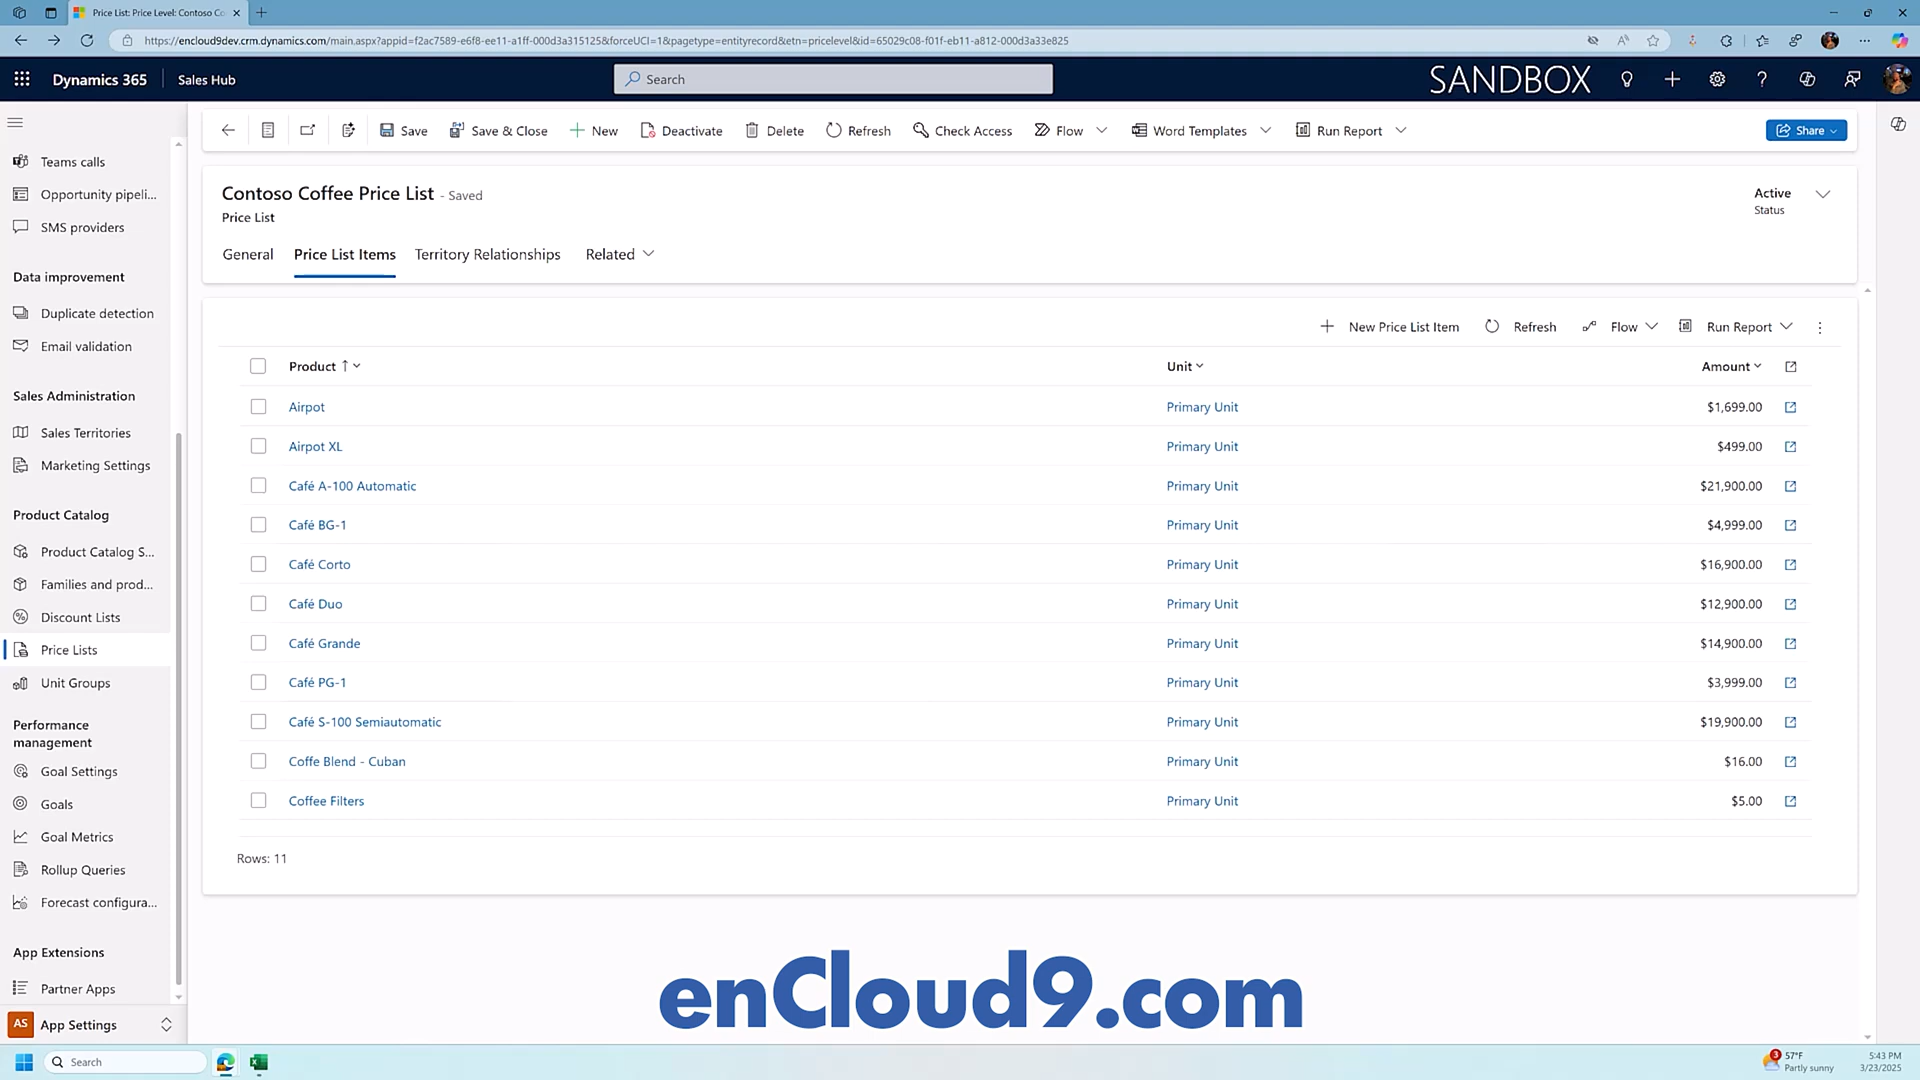 Price List: Price Level: Contoso Co
https://encloud9dev.crm.dynamics.com/main.aspx?appid=f2ac7589-e6f8-ee11-a1ff-000d3a315125&forceUCI=1&pagetype=entityrecord&etn=pricelevel&id=65029c08-f01f-eb11-a812-000d3a33e825
Dynamics 365
Sales Hub
Search
SANDBOX
Save
Save & Close
New
Deactivate
Delete
Refresh
Check Access
Flow
Word Templates
Run Report
Share
Teams calls
Opportunity pipeli...
SMS providers
Data improvement
Duplicate detection
Email validation
Sales Administration
Sales Territories
Marketing Settings
Product Catalog
Product Catalog S...
Families and prod...
Discount Lists
Price Lists
Unit Groups
Performance
management
Goal Settings
Goals
Goal Metrics
Rollup Queries
Forecast configura...
App Extensions
Partner Apps
AS App Settings
Contoso Coffee Price List - Saved
Price List
Active
Status
General Price List Items Territory Relationships Related
New Price List Item Refresh Flow Run Report
Product Unit Amount
Airpot Primary Unit $1,699.00
Airpot XL Primary Unit $499.00
Café A-100 Automatic Primary Unit $21,900.00
Café BG-1 Primary Unit $4,999.00
Café Corto Primary Unit $16,900.00
Café Duo Primary Unit $12,900.00
Café Grande Primary Unit $14,900.00
Café PG-1 Primary Unit $3,999.00
Café S-100 Semiautomatic Primary Unit $19,900.00
Coffe Blend - Cuban Primary Unit $16.00
Coffee Filters Primary Unit $5.00
Rows: 11
enCloud9.com
Search
3
57°F
Partly sunny
5:43 PM
3/23/2025